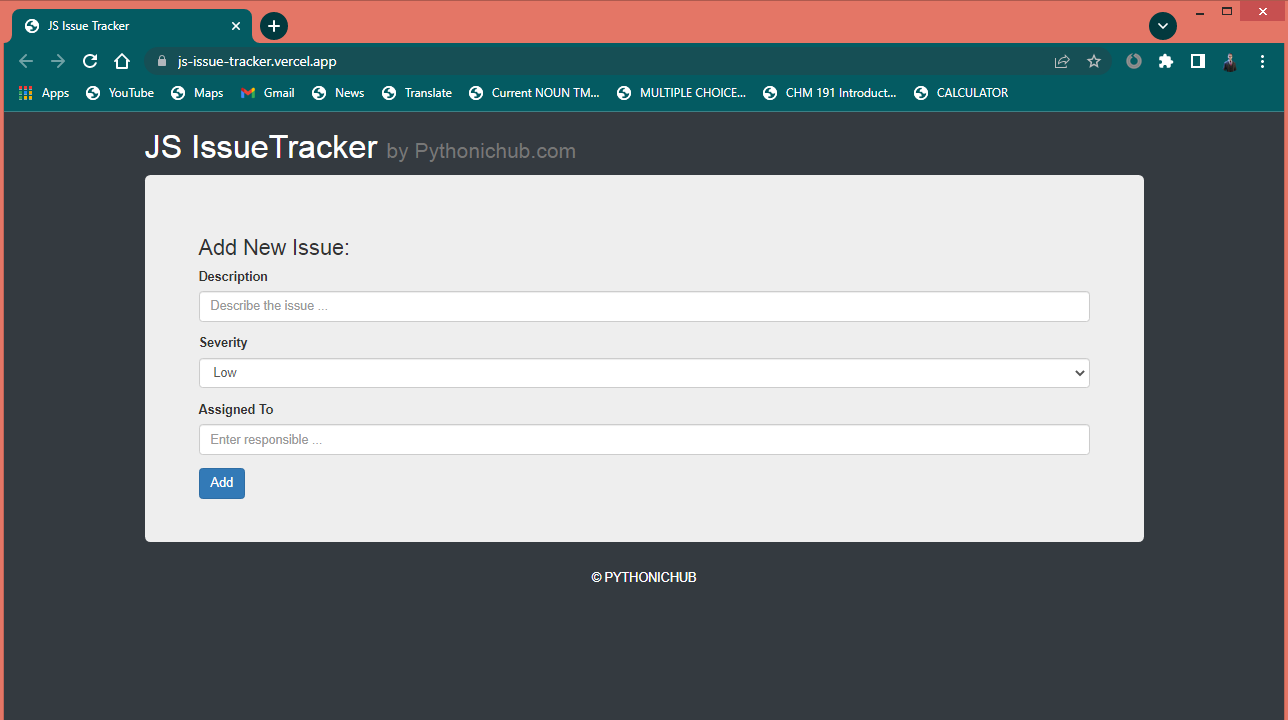 JS Issue Tracker
js-issue-tracker.vercel.app
Apps YouTube Maps Gmail News Translate Current NOUN TM... MULTIPLE CHOICE... CHM 191 Introduct... CALCULATOR
JS IssueTracker by Pythonichub.com
Add New Issue:
Description
Describe the issue ...
Severity
Low
Assigned To
Enter responsible ...
Add
© PYTHONICHUB